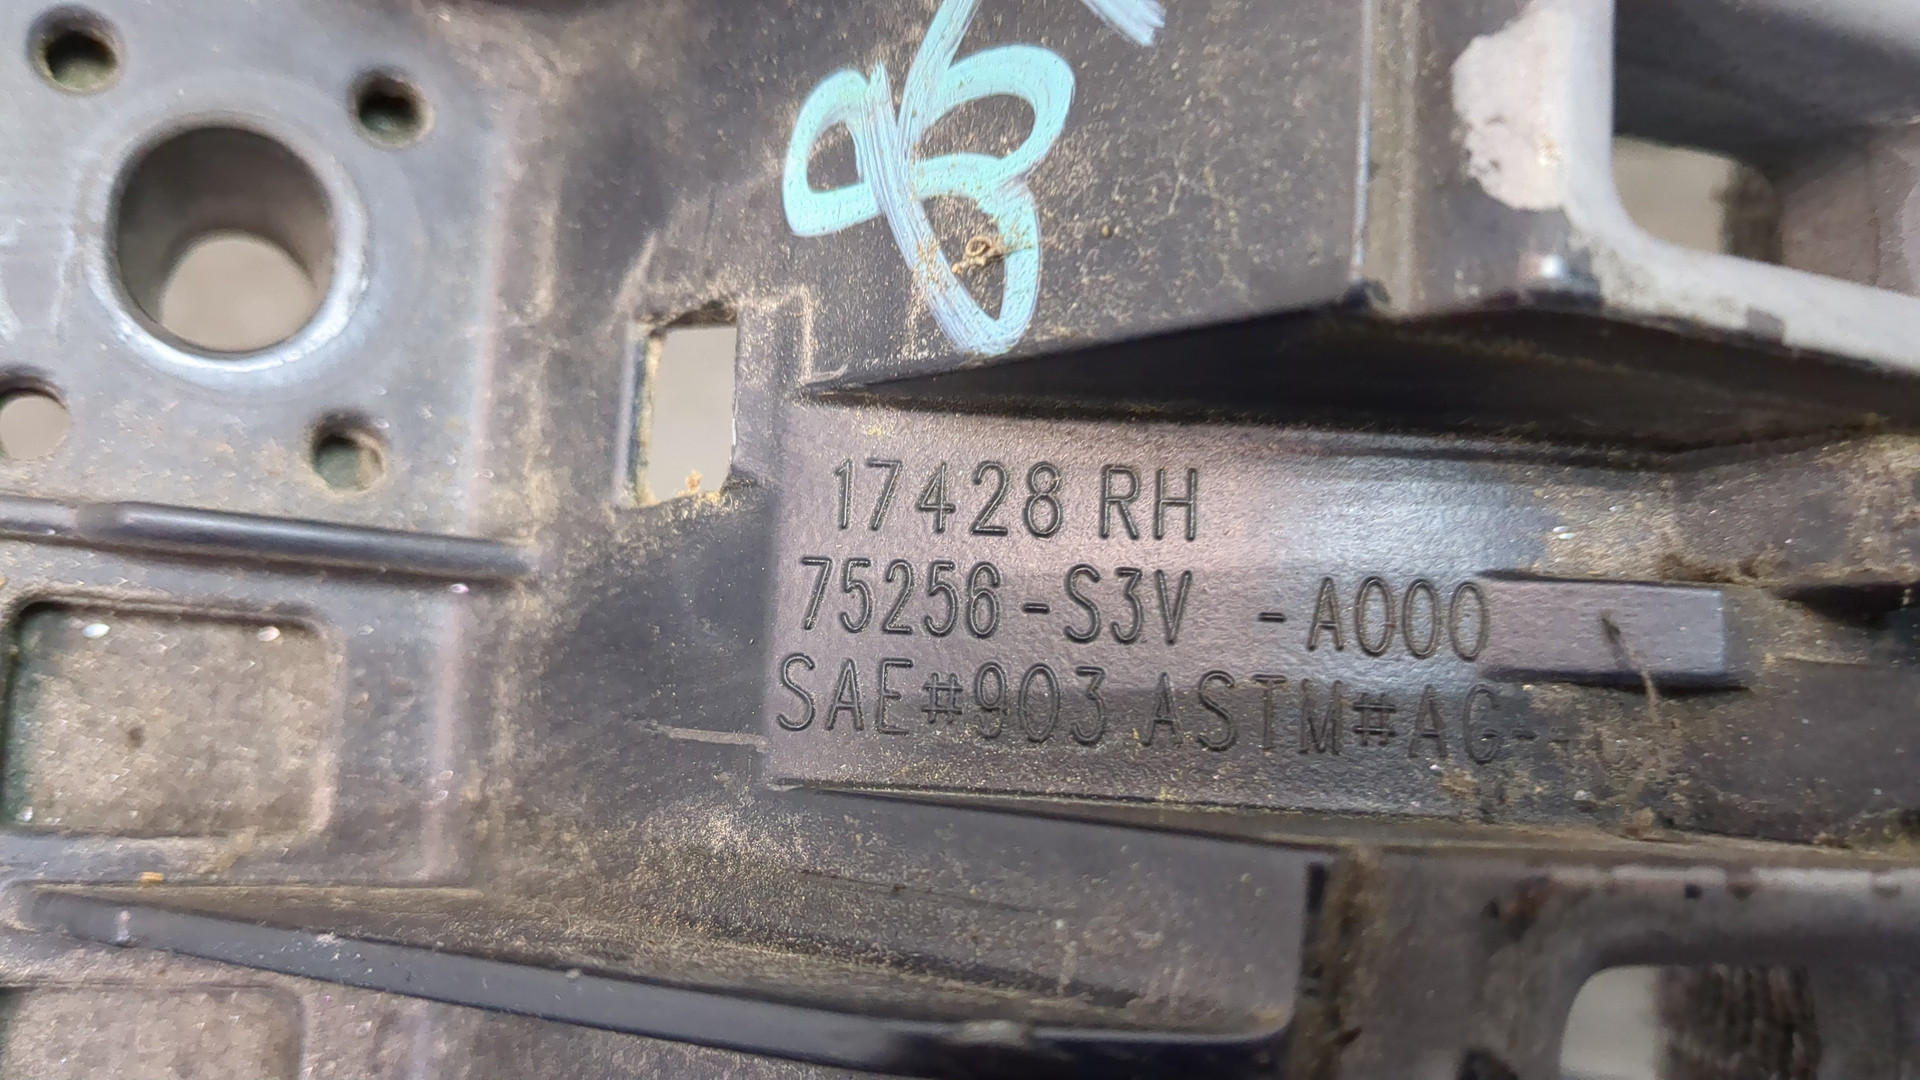 17428 RH
75256-S3V -A000
SAE#903 ASTM#AG-